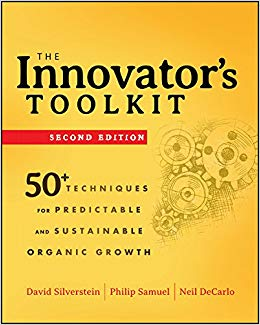 THE
Innovator's
TOOLKIT
SECOND EDITION
50+ TECHNIQUES
FOR PREDICTABLE
AND SUSTAINABLE
ORGANIC GROWTH
David Silverstein | Philip Samuel | Neil DeCarlo